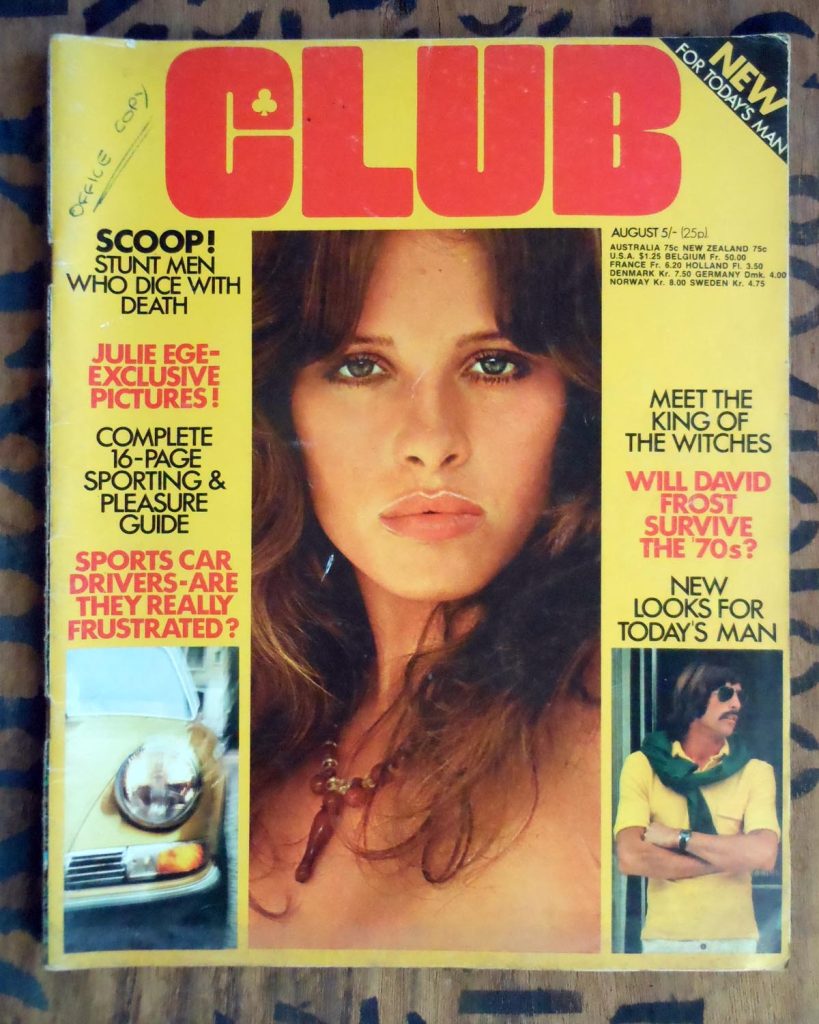 CLUB
NEW
FOR TODAY'S MAN
OFFICE COPY
SCOOP!
STUNT MEN
WHO DICE WITH
DEATH
JULIE EGE-
EXCLUSIVE
PICTURES!
COMPLETE
16-PAGE
SPORTING &
PLEASURE
GUIDE
SPORTS CAR
DRIVERS-ARE
THEY REALLY
FRUSTRATED?
AUGUST 5/- (25p).
AUSTRALIA 75c NEW ZEALAND 75c
U.S.A. $1.25 BELGIUM Fr. 50.00
FRANCE Fr. 6.20 HOLLAND Fl. 3.50
DENMARK Kr. 7.50 GERMANY Dmk. 4.00
NORWAY Kr. 8.00 SWEDEN Kr. 4.75
MEET THE
KING OF
THE WITCHES
WILL DAVID
FROST
SURVIVE
THE '70s?
NEW
LOOKS FOR
TODAY'S MAN